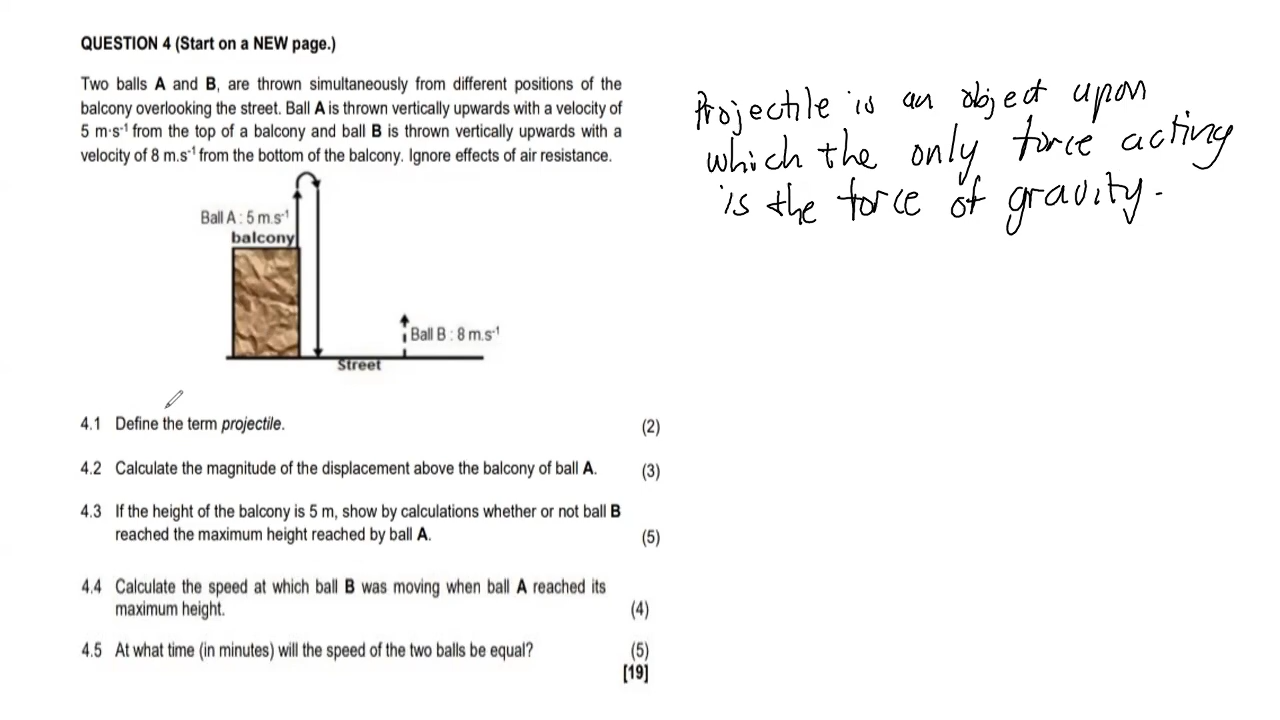 QUESTION 4 (Start on a NEW page.)
Two balls A and B, are thrown simultaneously from different positions of the
balcony overlooking the street. Ball A is thrown vertically upwards with a velocity of
5 m·s⁻¹ from the top of a balcony and ball B is thrown vertically upwards with a
velocity of 8 m.s⁻¹ from the bottom of the balcony. Ignore effects of air resistance.
Ball A : 5 m.s⁻¹
balcony
Ball B : 8 m.s⁻¹
Street
4.1 Define the term projectile. (2)
4.2 Calculate the magnitude of the displacement above the balcony of ball A. (3)
4.3 If the height of the balcony is 5 m, show by calculations whether or not ball B
reached the maximum height reached by ball A. (5)
4.4 Calculate the speed at which ball B was moving when ball A reached its
maximum height. (4)
4.5 At what time (in minutes) will the speed of the two balls be equal? (5)
[19]
Projectile is an object upon
which the only force acting
is the force of gravity.